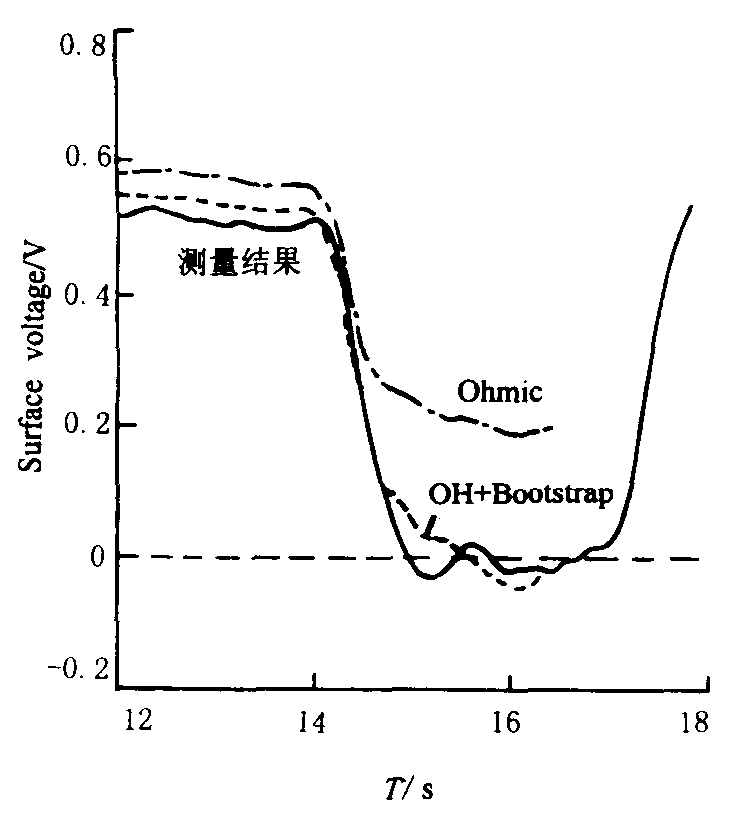 0.8
0.6
测量结果
0.4
Ohmic
0.2
OH+Bootstrap
0
-0.2
12
14
16
18
Surface voltage/V
T/s